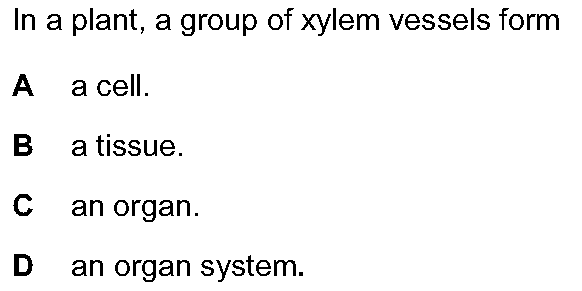 In a plant, a group of xylem vessels form
A a cell.
B a tissue.
C an organ.
D an organ system.